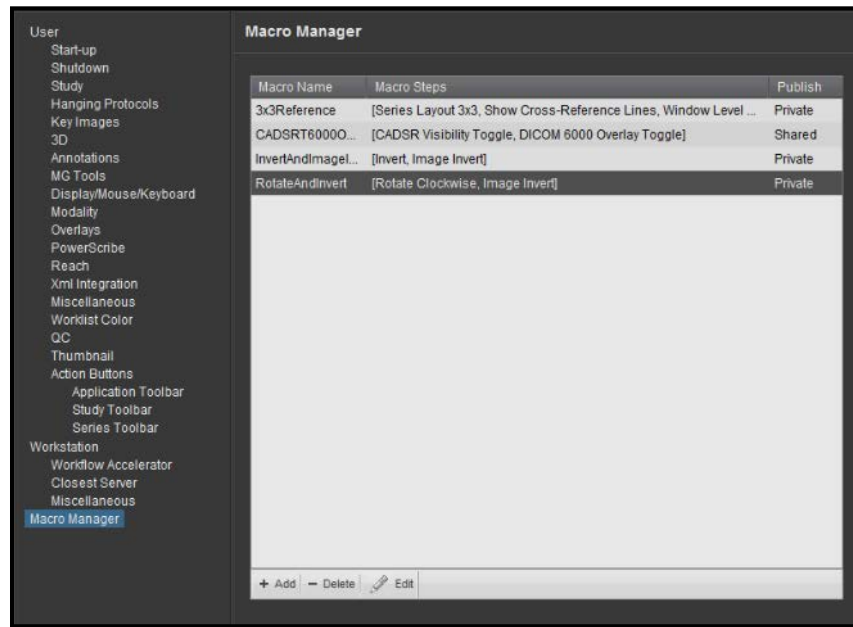 User
Start-up
Shutdown
Study
Hanging Protocols
Key Images
3D
Annotations
MG Tools
Display/Mouse/Keyboard
Modality
Overlays
PowerScribe
Reach
Xml Integration
Miscellaneous
Worklist Color
QC
Thumbnail
Action Buttons
Application Toolbar
Study Toolbar
Series Toolbar
Workstation
Workflow Accelerator
Closest Server
Miscellaneous
Macro Manager
Macro Manager
Macro Name Macro Steps Publish
3x3Reference [Series Layout 3x3, Show Cross-Reference Lines, Window Level ... Private
CADSRT6000O... [CADSR Visibility Toggle, DICOM 6000 Overlay Toggle] Shared
InvertAndImageI... [Invert, Image Invert] Private
RotateAndInvert [Rotate Clockwise, Image Invert] Private
+ Add - Delete Edit